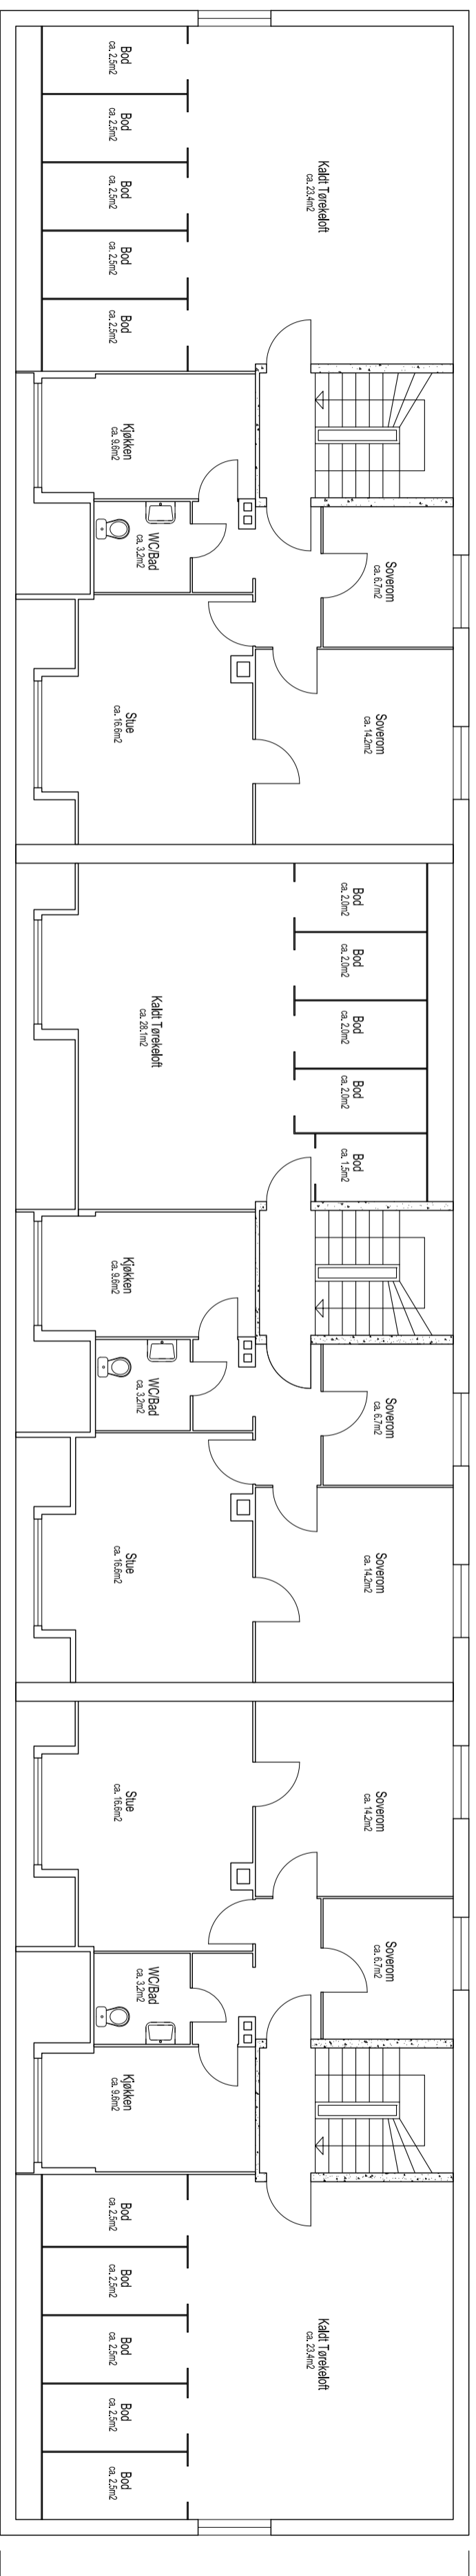 Bod
ca. 2.5m2
Bod
ca. 2.5m2
Bod
ca. 2.5m2
Bod
ca. 2.5m2
Bod
ca. 2.5m2
Kaldt Tørekeloft
ca. 23.4m2
Kjøkken
ca. 9.6m2
WC/Bad
ca. 3.2m2
Soverom
ca. 6.7m2
Stue
ca. 16.6m2
Soverom
ca. 14.2m2
Bod
ca. 2.0m2
Bod
ca. 2.0m2
Bod
ca. 2.0m2
Bod
ca. 2.0m2
Bod
ca. 1.5m2
Kaldt Tørekeloft
ca. 28.1m2
Kjøkken
ca. 9.6m2
WC/Bad
ca. 3.2m2
Soverom
ca. 6.7m2
Stue
ca. 16.6m2
Soverom
ca. 14.2m2
Stue
ca. 16.6m2
Soverom
ca. 14.2m2
WC/Bad
ca. 3.2m2
Soverom
ca. 6.7m2
Kjøkken
ca. 9.6m2
Bod
ca. 2.5m2
Bod
ca. 2.5m2
Bod
ca. 2.5m2
Bod
ca. 2.5m2
Bod
ca. 2.5m2
Kaldt Tørekeloft
ca. 23.4m2